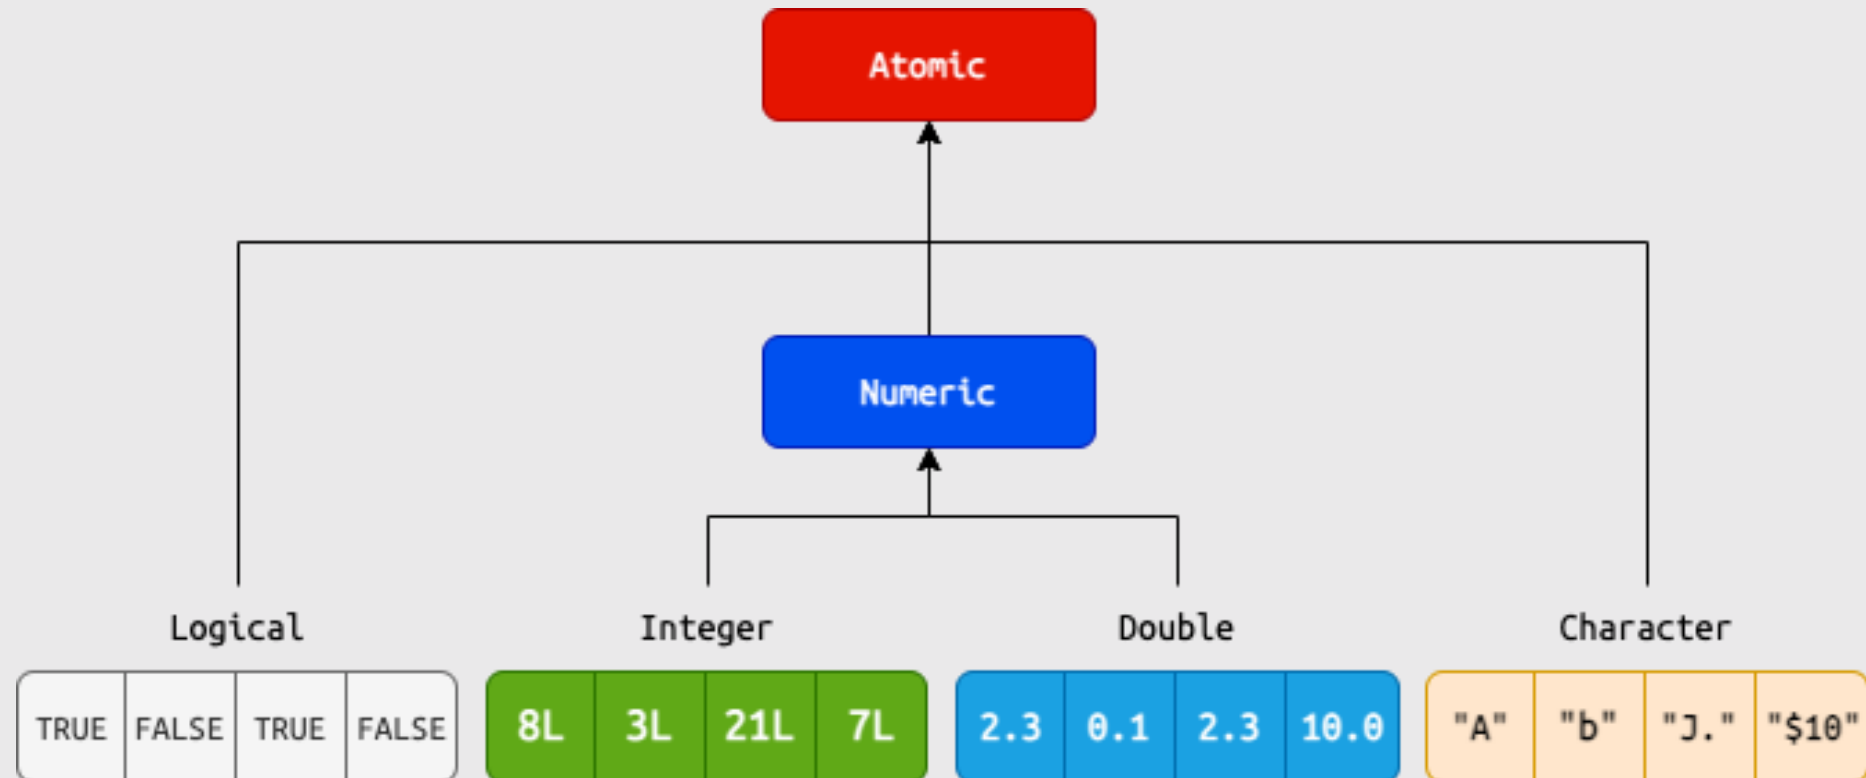 Atomic
Numeric
Logical Integer Double Character
TRUE FALSE TRUE FALSE 8L 3L 21L 7L 2.3 0.1 2.3 10.0 "A" "b" "J." "$10"